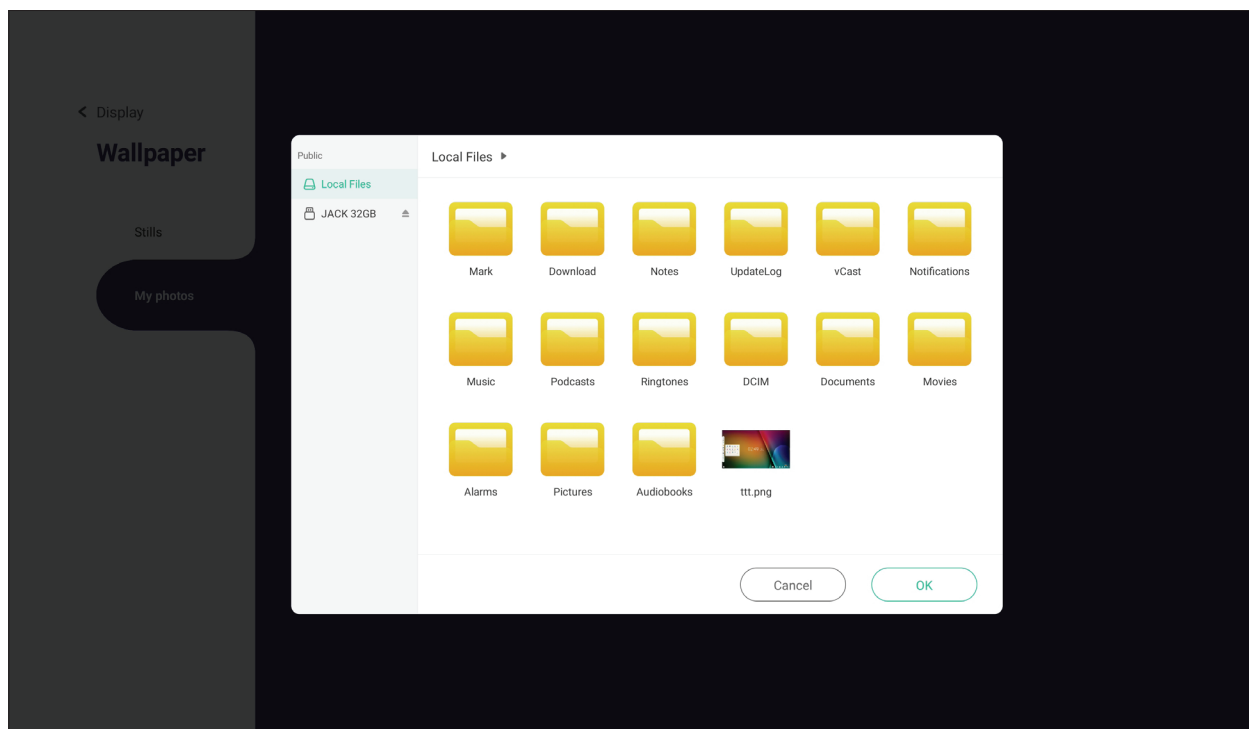 Display
Wallpaper
Stills
My photos
Public
Local Files
JACK 32GB
Local Files
Mark Download Notes UpdateLog vCast Notifications
Music Podcasts Ringtones DCIM Documents Movies
Alarms Pictures Audiobooks ttt.png
Cancel OK